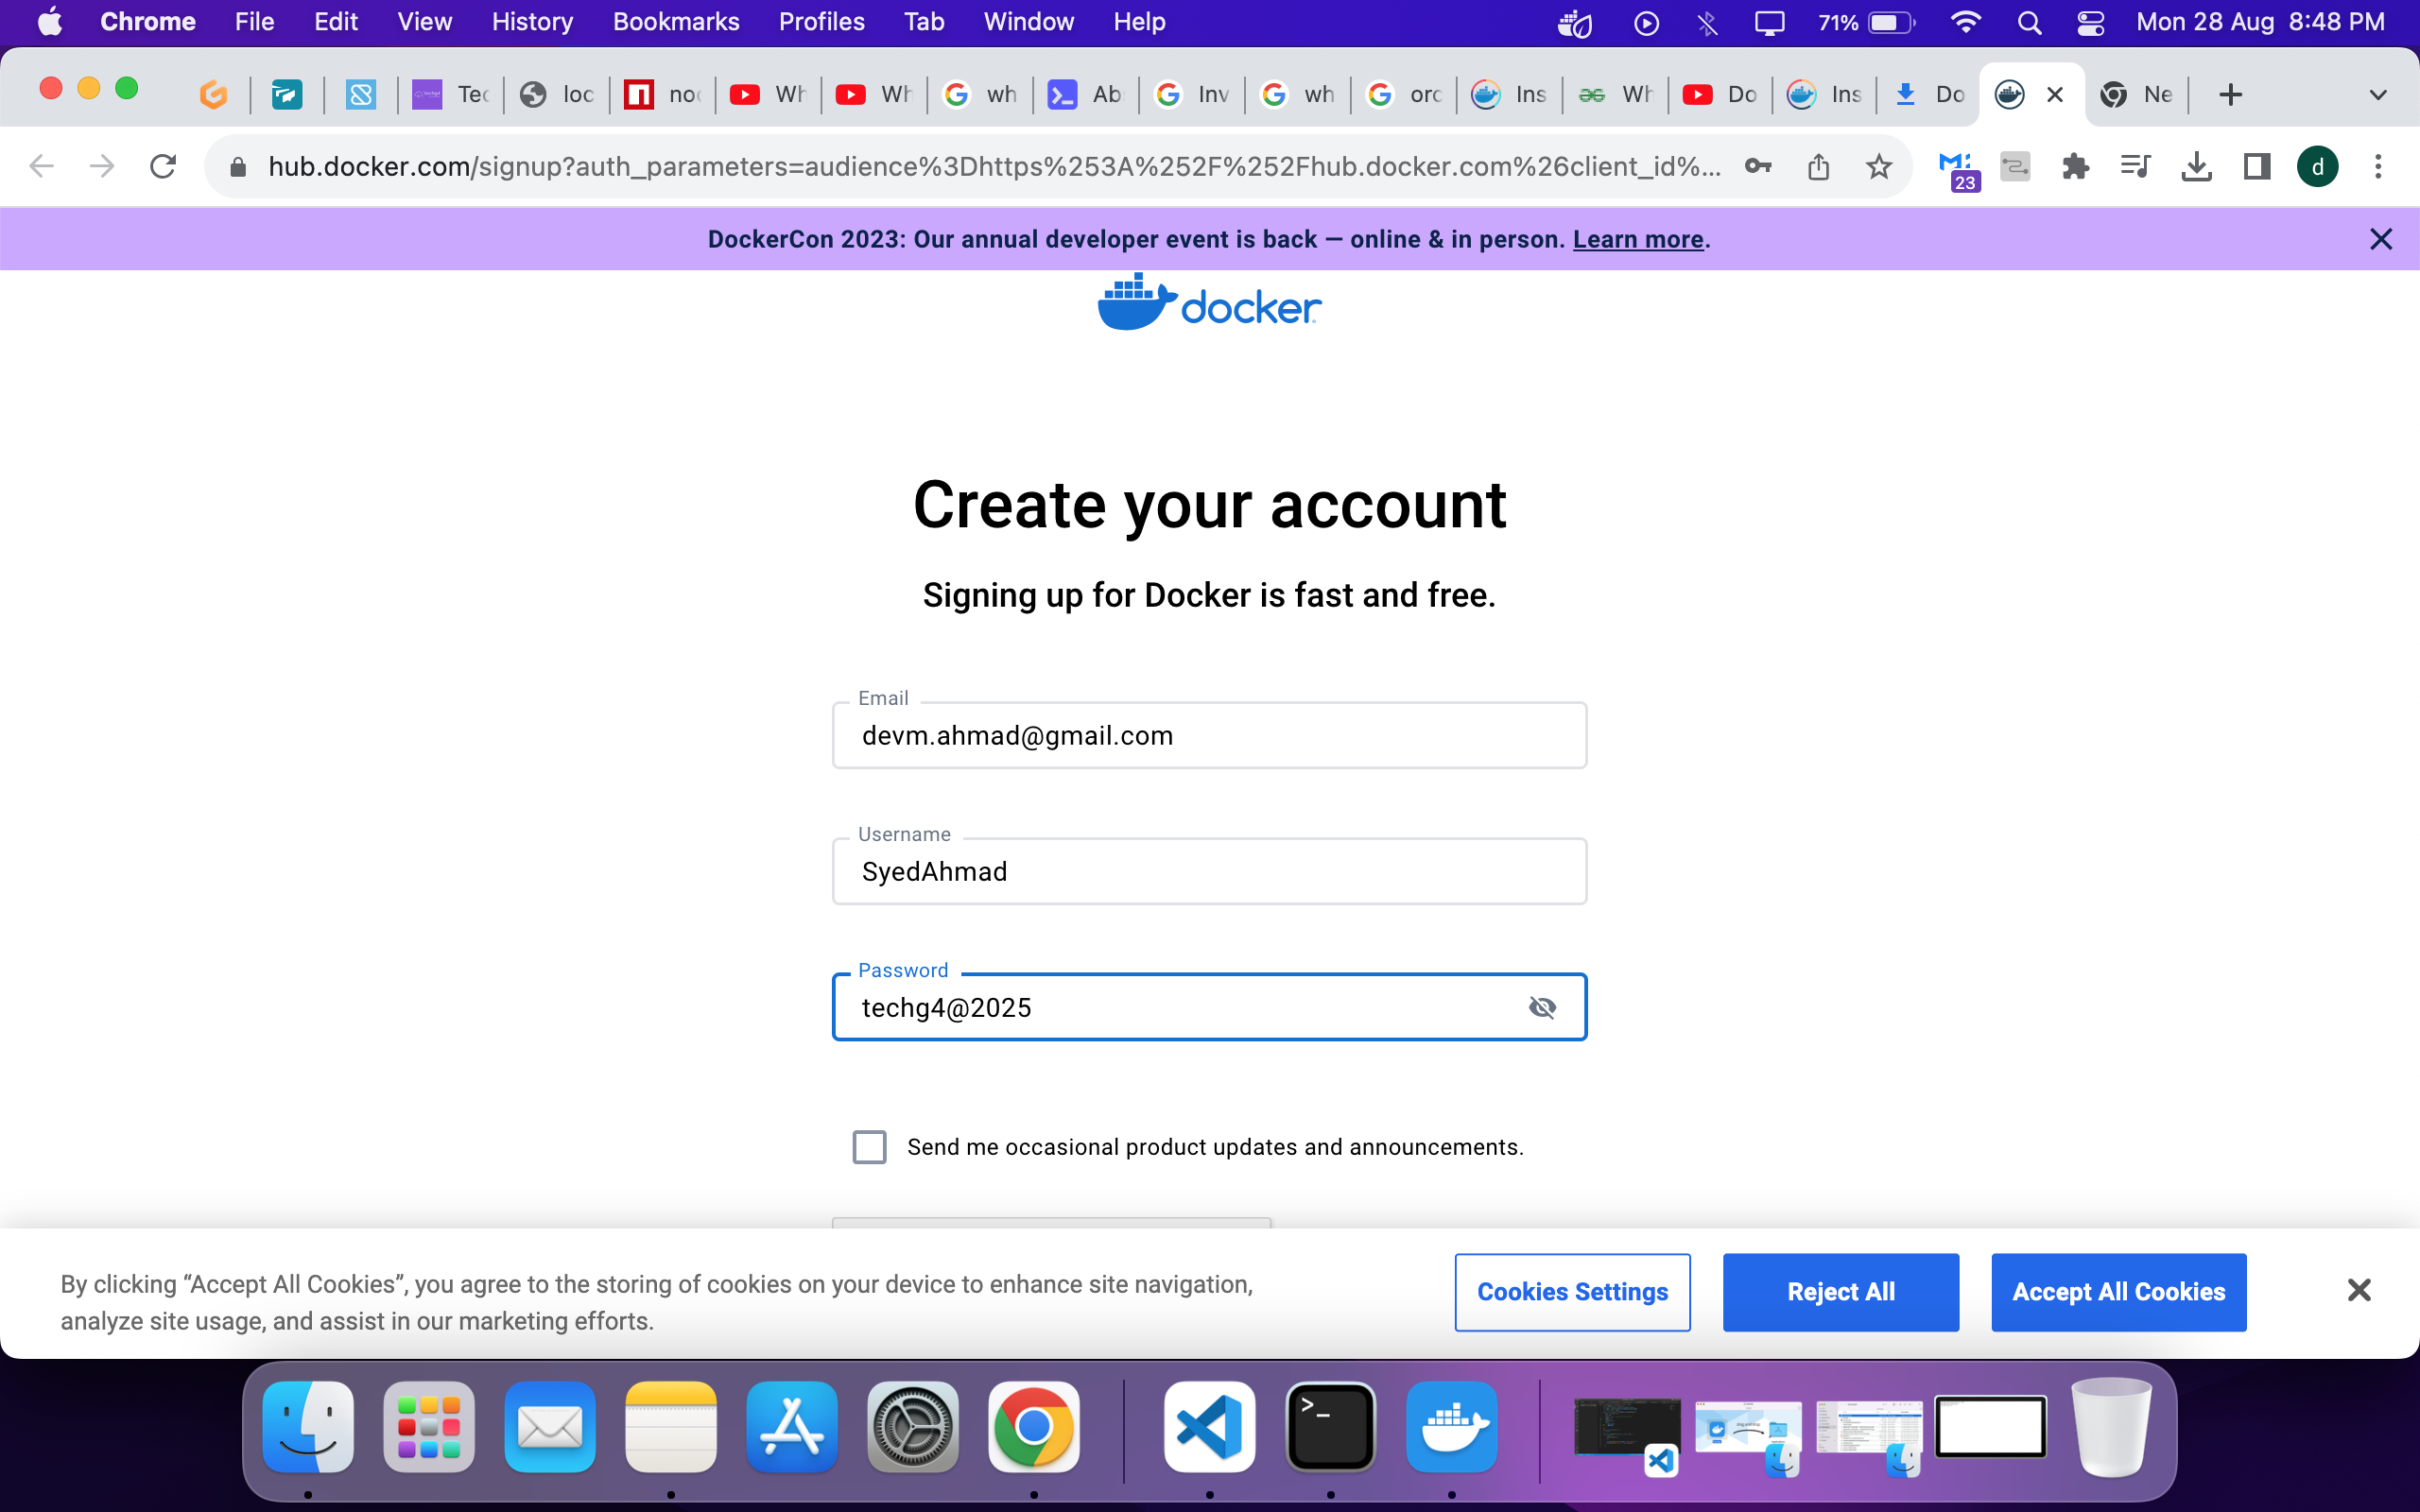 Chrome File Edit View History Bookmarks Profiles Tab Window Help 71% Mon 28 Aug 8:48 PM
Tec loc noc Wh Wh wh Ab Inv wh orc Ins Wh Do Ins Do Ne
hub.docker.com/signup?auth_parameters=audience%3Dhttps%253A%252F%252Fhub.docker.com%26client_id%... 23 d
DockerCon 2023: Our annual developer event is back — online & in person. Learn more.
docker
Create your account
Signing up for Docker is fast and free.
Email
devm.ahmad@gmail.com
Username
SyedAhmad
Password
techg4@2025
Send me occasional product updates and announcements.
By clicking “Accept All Cookies”, you agree to the storing of cookies on your device to enhance site navigation,
analyze site usage, and assist in our marketing efforts.
Cookies Settings Reject All Accept All Cookies